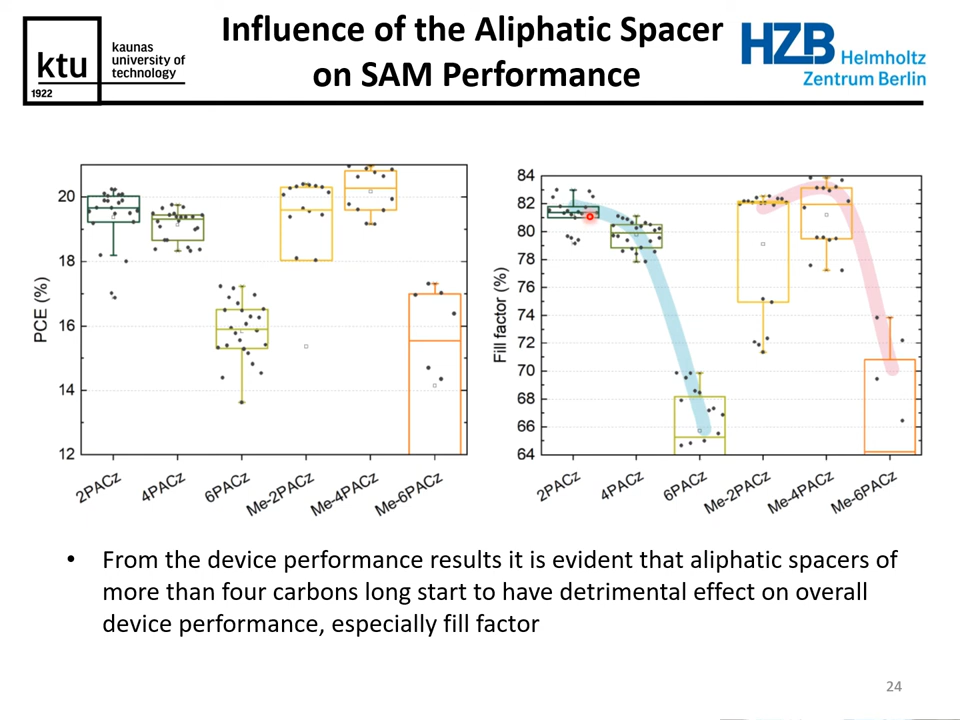 Influence of the Aliphatic Spacer
on SAM Performance
ktu
1922
kaunas
university of
technology
HZB Helmholtz
Zentrum Berlin
PCE (%)
20
18
16
14
12
2PACz
4PACz
6PACz
Me-2PACz
Me-4PACz
Me-6PACz
Fill factor (%)
84
82
80
78
76
74
72
70
68
66
64
2PACz
4PACz
6PACz
Me-2PACz
Me-4PACz
Me-6PACz
• From the device performance results it is evident that aliphatic spacers of
more than four carbons long start to have detrimental effect on overall
device performance, especially fill factor
24